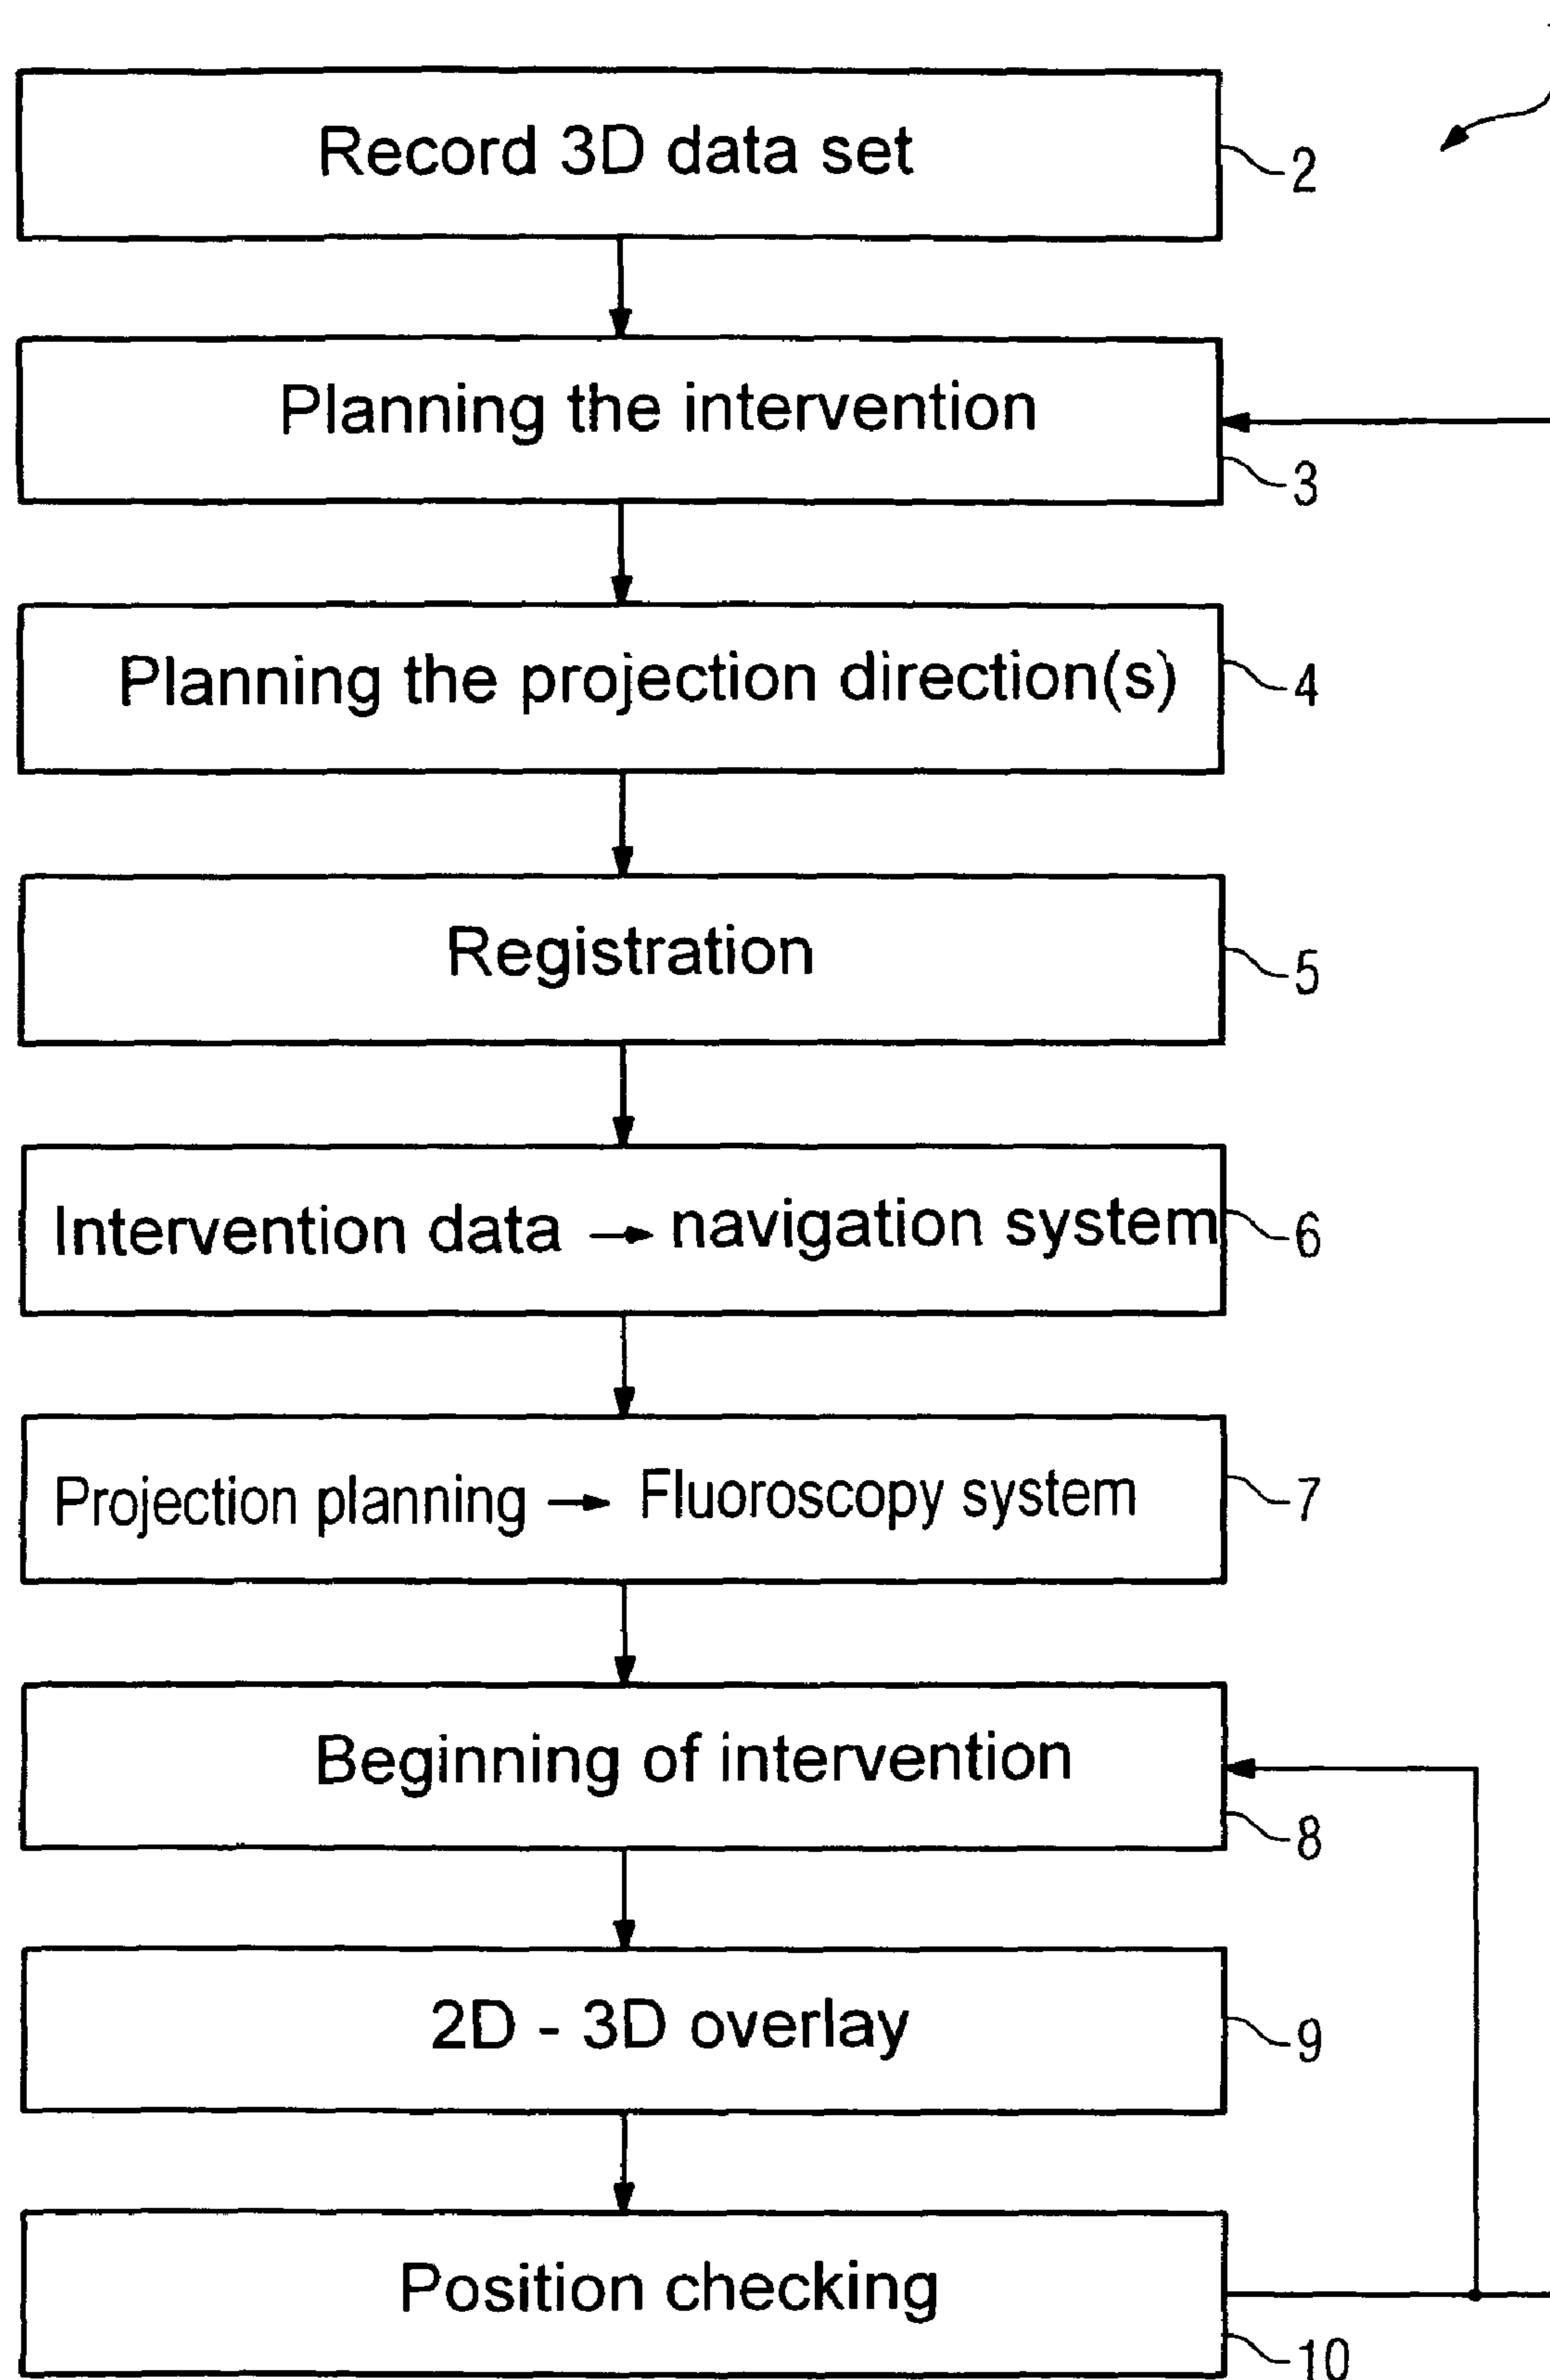 Record 3D data set
2
Planning the intervention
3
Planning the projection direction(s)
4
Registration
5
Intervention data → navigation system
6
Projection planning → Fluoroscopy system
7
Beginning of intervention
8
2D - 3D overlay
9
Position checking
10